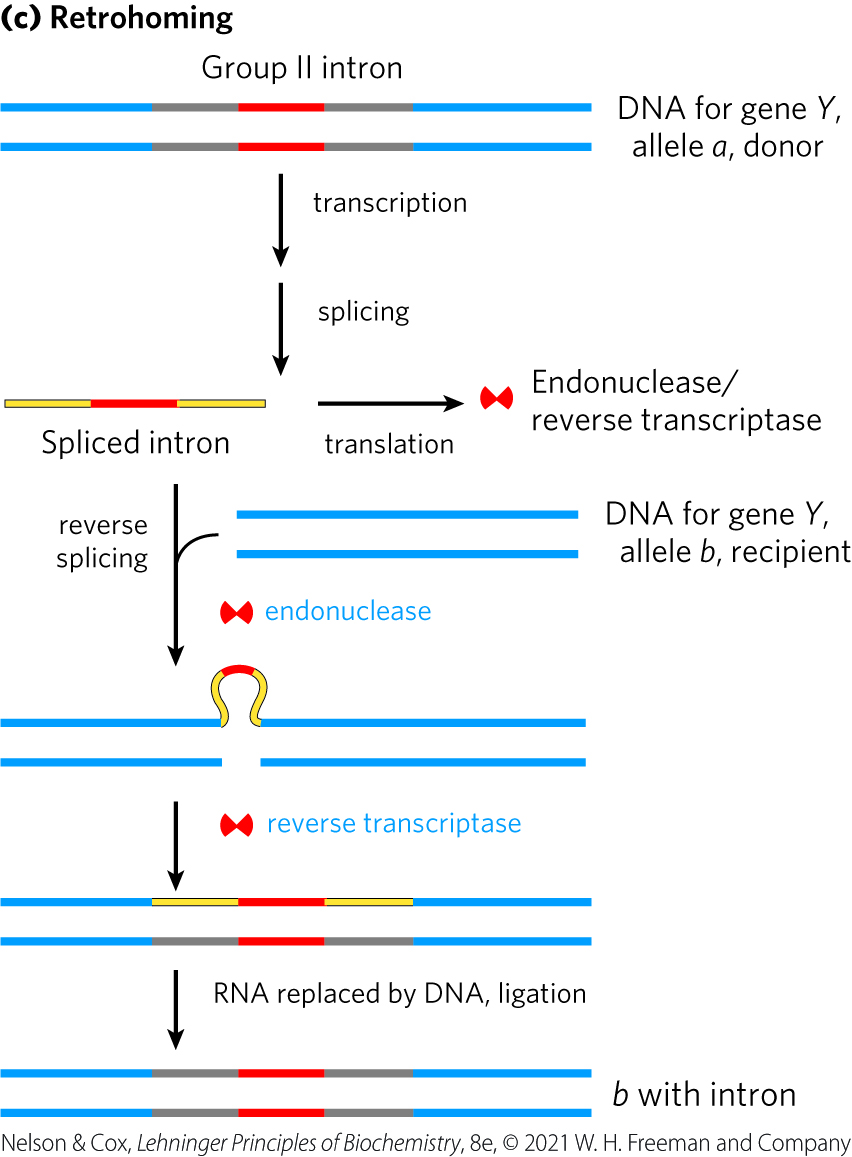 (c) Retrohoming
Group II intron
DNA for gene Y,
allele a, donor
transcription
splicing
Endonuclease/
reverse transcriptase
Spliced intron
translation
reverse
splicing
DNA for gene Y,
allele b, recipient
endonuclease
reverse transcriptase
RNA replaced by DNA, ligation
b with intron
Nelson & Cox, Lehninger Principles of Biochemistry, 8e, © 2021 W. H. Freeman and Company